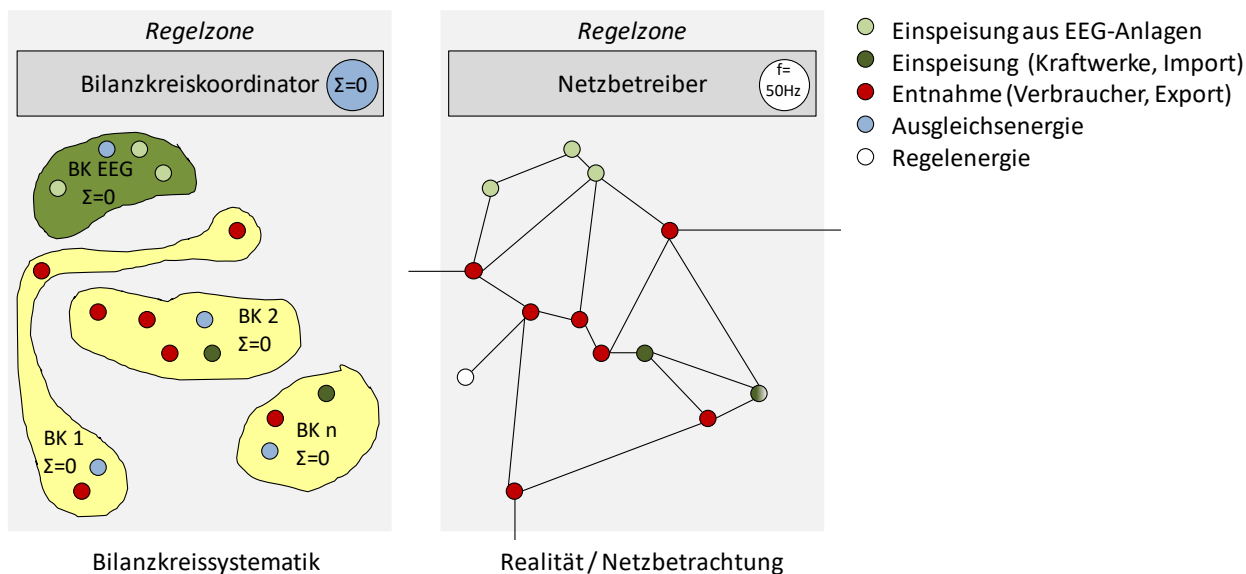 Regelzone
Bilanzkreiskoordinator
Σ=0
BK EEG
Σ=0
BK 2
Σ=0
BK n
Σ=0
BK 1
Σ=0
Bilanzkreissystematik
Regelzone
Netzbetreiber
f=
50Hz
Realität / Netzbetrachtung
Einspeisung aus EEG-Anlagen
Einspeisung (Kraftwerke, Import)
Entnahme (Verbraucher, Export)
Ausgleichsenergie
Regelenergie